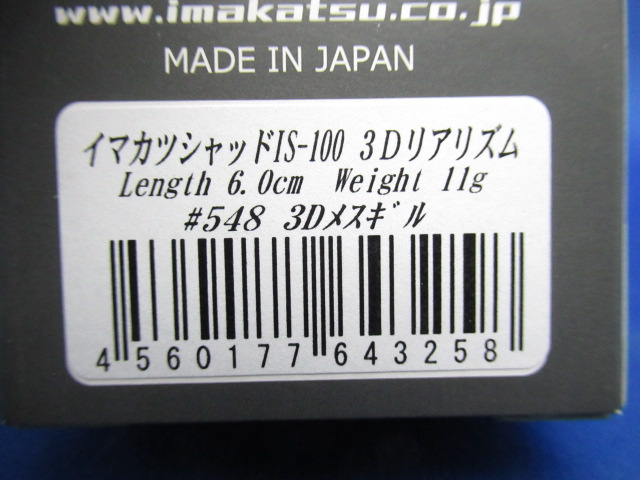 www.imakatsu.co.jp
MADE IN JAPAN
イマカツシャッドIS-100 3Dリアリズム
Length 6.0cm Weight 11g
#548 3Dメスギル
4 560177 643258